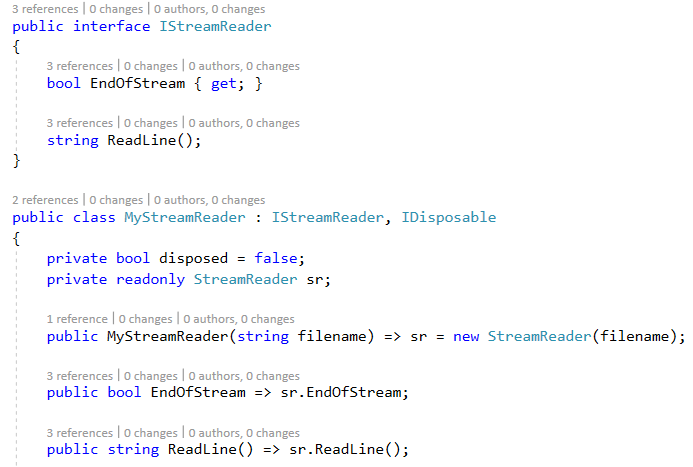 3 references | 0 changes | 0 authors, 0 changes
public interface IStreamReader
{
3 references | 0 changes | 0 authors, 0 changes
bool EndOfStream { get; }
3 references | 0 changes | 0 authors, 0 changes
string ReadLine();
}
2 references | 0 changes | 0 authors, 0 changes
public class MyStreamReader : IStreamReader, IDisposable
{
private bool disposed = false;
private readonly StreamReader sr;
1 reference | 0 changes | 0 authors, 0 changes
public MyStreamReader(string filename) => sr = new StreamReader(filename);
3 references | 0 changes | 0 authors, 0 changes
public bool EndOfStream => sr.EndOfStream;
3 references | 0 changes | 0 authors, 0 changes
public string ReadLine() => sr.ReadLine();